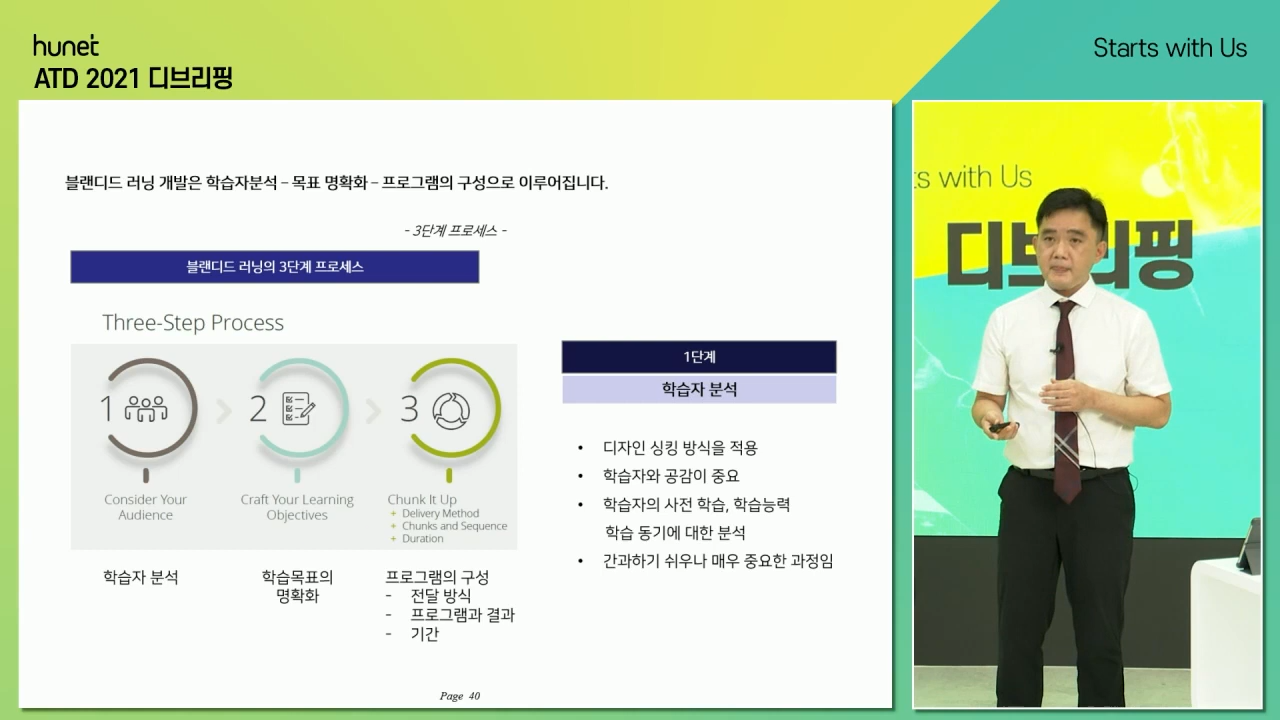 hunet
ATD 2021 디브리핑
Starts with Us
블랜디드 러닝 개발은 학습자분석 – 목표 명확화 – 프로그램의 구성으로 이루어집니다.
- 3단계 프로세스 -
블랜디드 러닝의 3단계 프로세스
Three-Step Process
1
2
3
Consider Your
Audience
Craft Your Learning
Objectives
Chunk It Up
+ Delivery Method
+ Chunks and Sequence
+ Duration
학습자 분석
학습목표의
명확화
프로그램의 구성
- 전달 방식
- 프로그램과 결과
- 기간
1단계
학습자 분석
• 디자인 싱킹 방식을 적용
• 학습자와 공감이 중요
• 학습자의 사전 학습, 학습능력
학습 동기에 대한 분석
• 간과하기 쉬우나 매우 중요한 과정임
Page 40
ts with Us
디브리핑